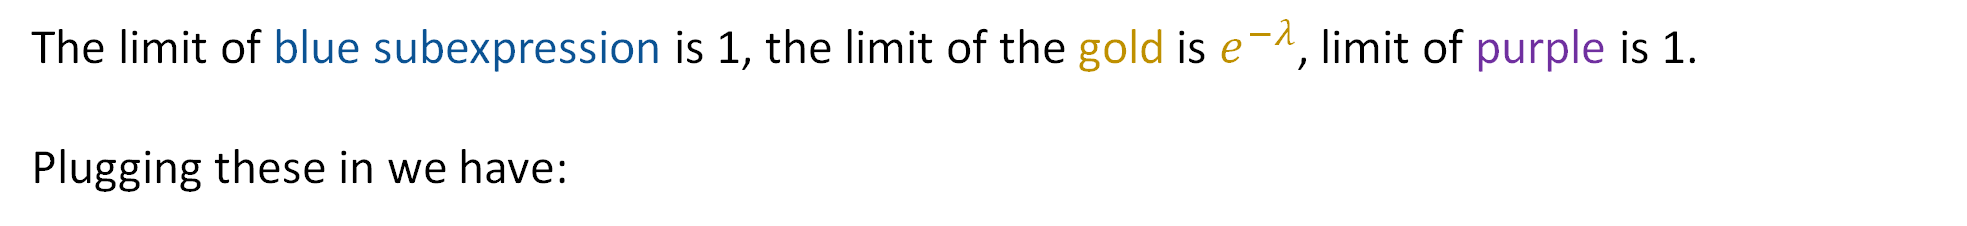 The limit of blue subexpression is 1, the limit of the gold is $e^{-\lambda}$, limit of purple is 1.
Plugging these in we have: